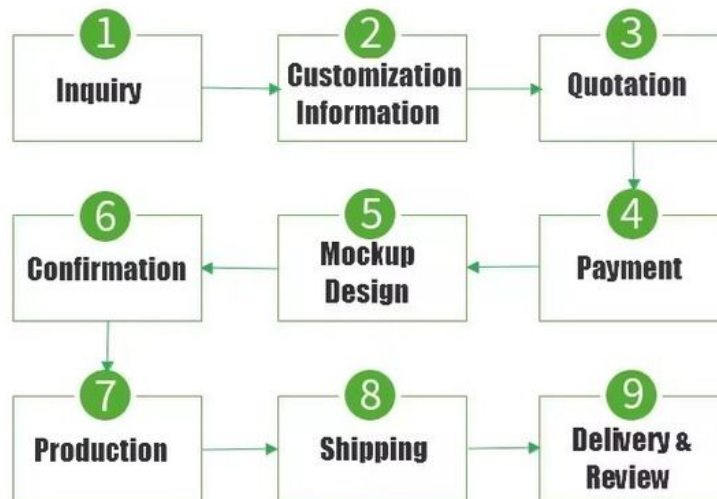 1
Inquiry
2
Customization
Information
3
Quotation
4
Payment
5
Mockup
Design
6
Confirmation
7
Production
8
Shipping
9
Delivery &
Review